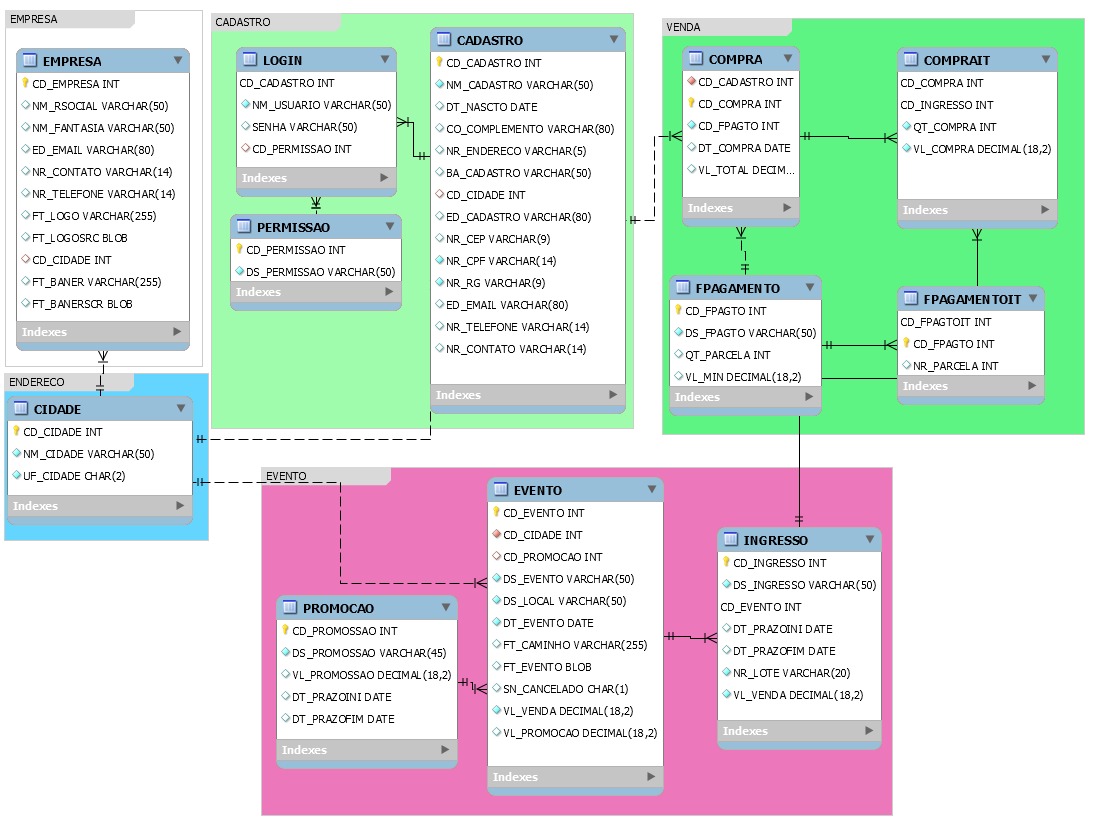 EMPRESA
EMPRESA
CD_EMPRESA INT
NM_RSOCIAL VARCHAR(50)
NM_FANTASIA VARCHAR(50)
ED_EMAIL VARCHAR(80)
NR_CONTATO VARCHAR(14)
NR_TELEFONE VARCHAR(14)
FT_LOGO VARCHAR(255)
FT_LOGOSRC BLOB
CD_CIDADE INT
FT_BANER VARCHAR(255)
FT_BANERSCR BLOB
Indexes
CADASTRO
LOGIN
CD_CADASTRO INT
NM_USUARIO VARCHAR(50)
SENHA VARCHAR(50)
CD_PERMISSAO INT
Indexes
PERMISSAO
CD_PERMISSAO INT
DS_PERMISSAO VARCHAR(50)
Indexes
CADASTRO
CD_CADASTRO INT
NM_CADASTRO VARCHAR(50)
DT_NASCTO DATE
CO_COMPLEMENTO VARCHAR(80)
NR_ENDERECO VARCHAR(5)
BA_CADASTRO VARCHAR(50)
CD_CIDADE INT
ED_CADASTRO VARCHAR(80)
NR_CEP VARCHAR(9)
NR_CPF VARCHAR(14)
NR_RG VARCHAR(9)
ED_EMAIL VARCHAR(80)
NR_TELEFONE VARCHAR(14)
NR_CONTATO VARCHAR(14)
Indexes
VENDA
COMPRA
CD_CADASTRO INT
CD_COMPRA INT
CD_FPAGTO INT
DT_COMPRA DATE
VL_TOTAL DECIM...
Indexes
COMPRAIT
CD_COMPRA INT
CD_INGRESSO INT
QT_COMPRA INT
VL_COMPRA DECIMAL(18,2)
Indexes
FPAGAMENTO
CD_FPAGTO INT
DS_FPAGTO VARCHAR(50)
QT_PARCELA INT
VL_MIN DECIMAL(18,2)
Indexes
FPAGAMENTOIT
CD_FPAGTOIT INT
CD_FPAGTO INT
NR_PARCELA INT
Indexes
ENDERECO
CIDADE
CD_CIDADE INT
NM_CIDADE VARCHAR(50)
UF_CIDADE CHAR(2)
Indexes
EVENTO
PROMOCAO
CD_PROMOSSAO INT
DS_PROMOSSAO VARCHAR(45)
VL_PROMOSSAO DECIMAL(18,2)
DT_PRAZOINI DATE
DT_PRAZOFIM DATE
Indexes
EVENTO
CD_EVENTO INT
CD_CIDADE INT
CD_PROMOCAO INT
DS_EVENTO VARCHAR(50)
DS_LOCAL VARCHAR(50)
DT_EVENTO DATE
FT_CAMINHO VARCHAR(255)
FT_EVENTO BLOB
SN_CANCELADO CHAR(1)
VL_VENDA DECIMAL(18,2)
VL_PROMOCAO DECIMAL(18,2)
Indexes
INGRESSO
CD_INGRESSO INT
DS_INGRESSO VARCHAR(50)
CD_EVENTO INT
DT_PRAZOINI DATE
DT_PRAZOFIM DATE
NR_LOTE VARCHAR(20)
VL_VENDA DECIMAL(18,2)
Indexes